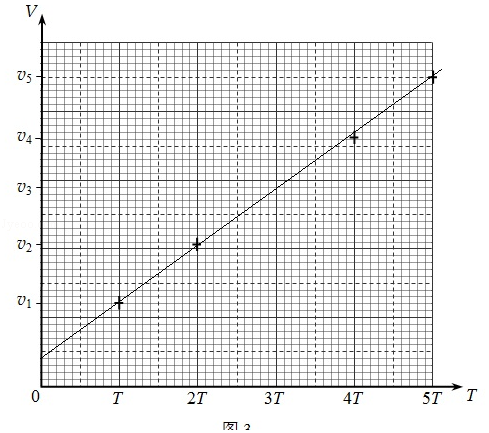 V
v₅
v₄
v₃
v₂
v₁
0 T 2T 3T 4T 5T T
图 3